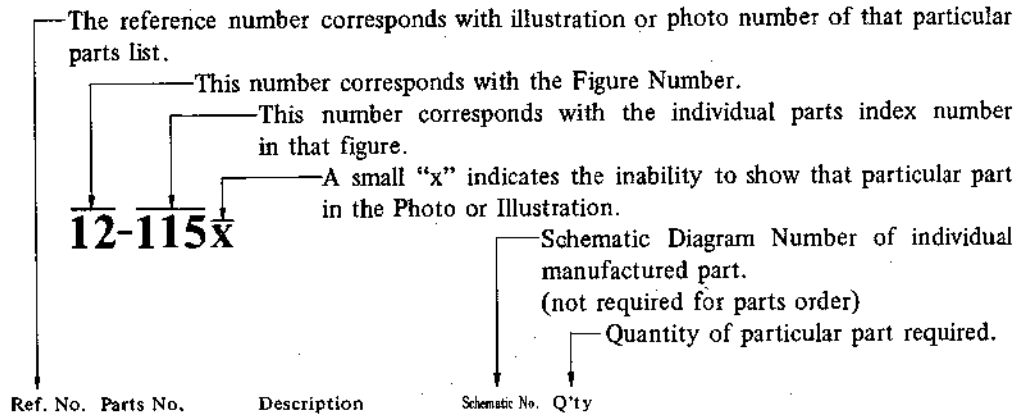 The reference number corresponds with illustration or photo number of that particular
parts list.
This number corresponds with the Figure Number.
This number corresponds with the individual parts index number
in that figure.
A small “x” indicates the inability to show that particular part
in the Photo or Illustration.
12-115x
Schematic Diagram Number of individual
manufactured part.
(not required for parts order)
Quantity of particular part required.
Ref. No. Parts No. Description Schematic No. Q'ty